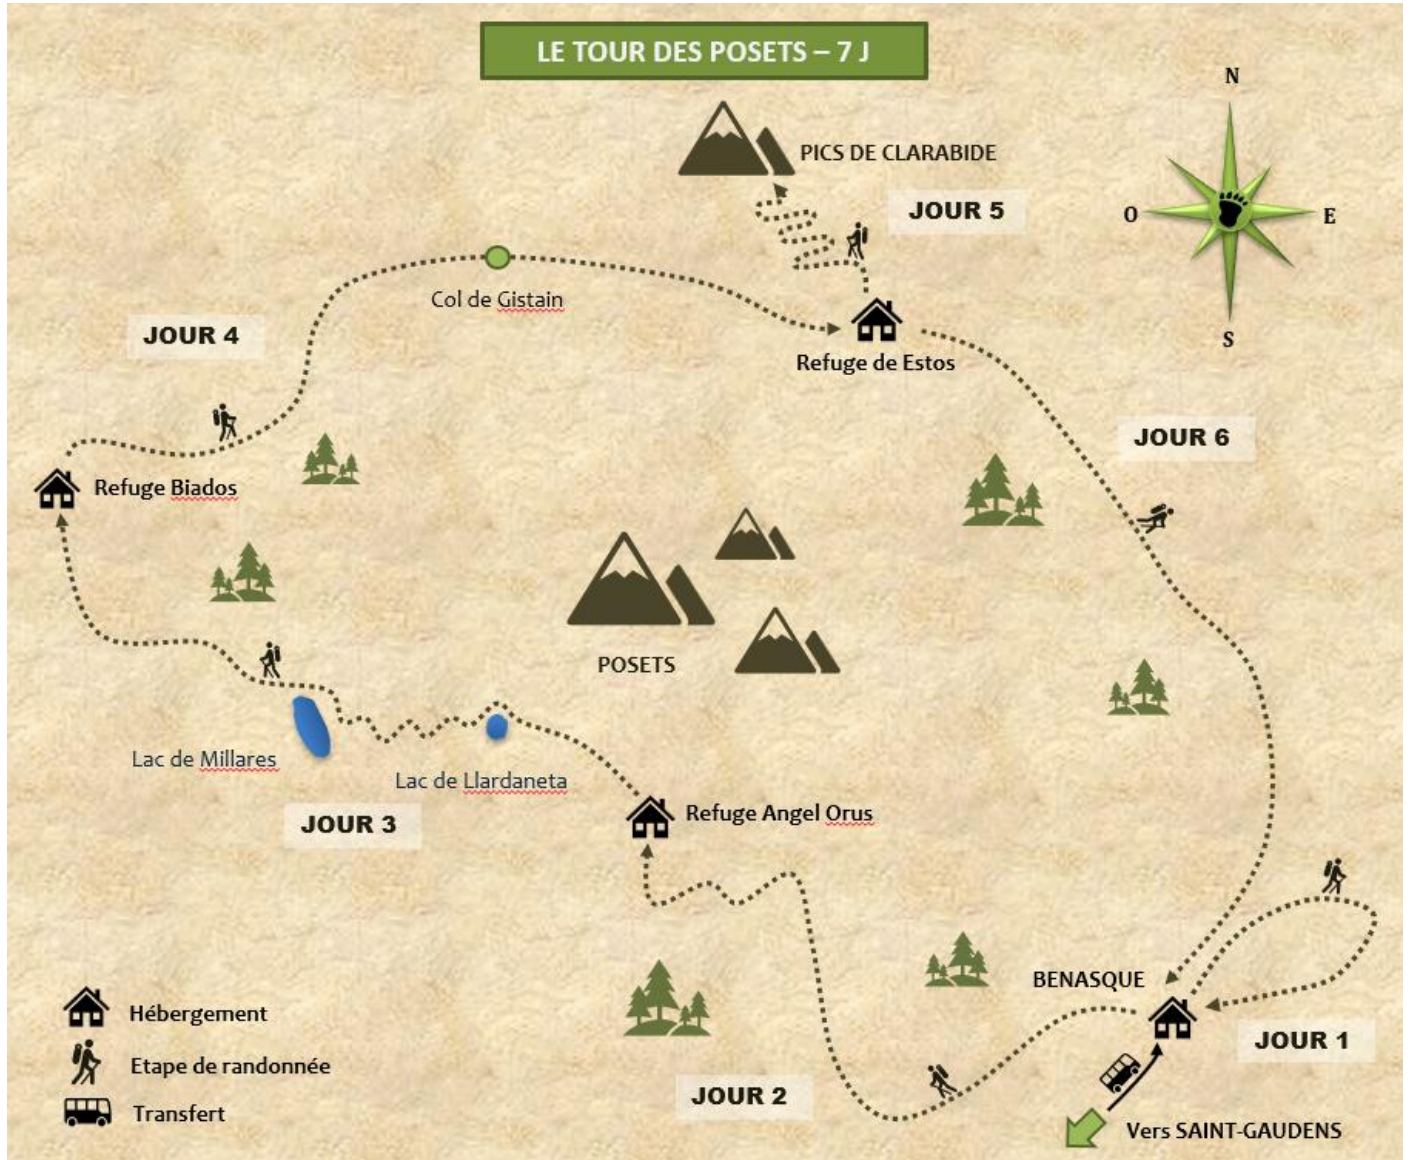 LE TOUR DES POSETS – 7 J
N
PICS DE CLARABIDE
JOUR 5
O
E
Col de Gistain
JOUR 4
S
Refuge de Estos
JOUR 6
Refuge Biados
POSETS
Lac de Millares
Lac de Llardaneta
Refuge Angel Orus
JOUR 3
BENASQUE
Hébergement
JOUR 1
Etape de randonnée
JOUR 2
Transfert
Vers SAINT-GAUDENS